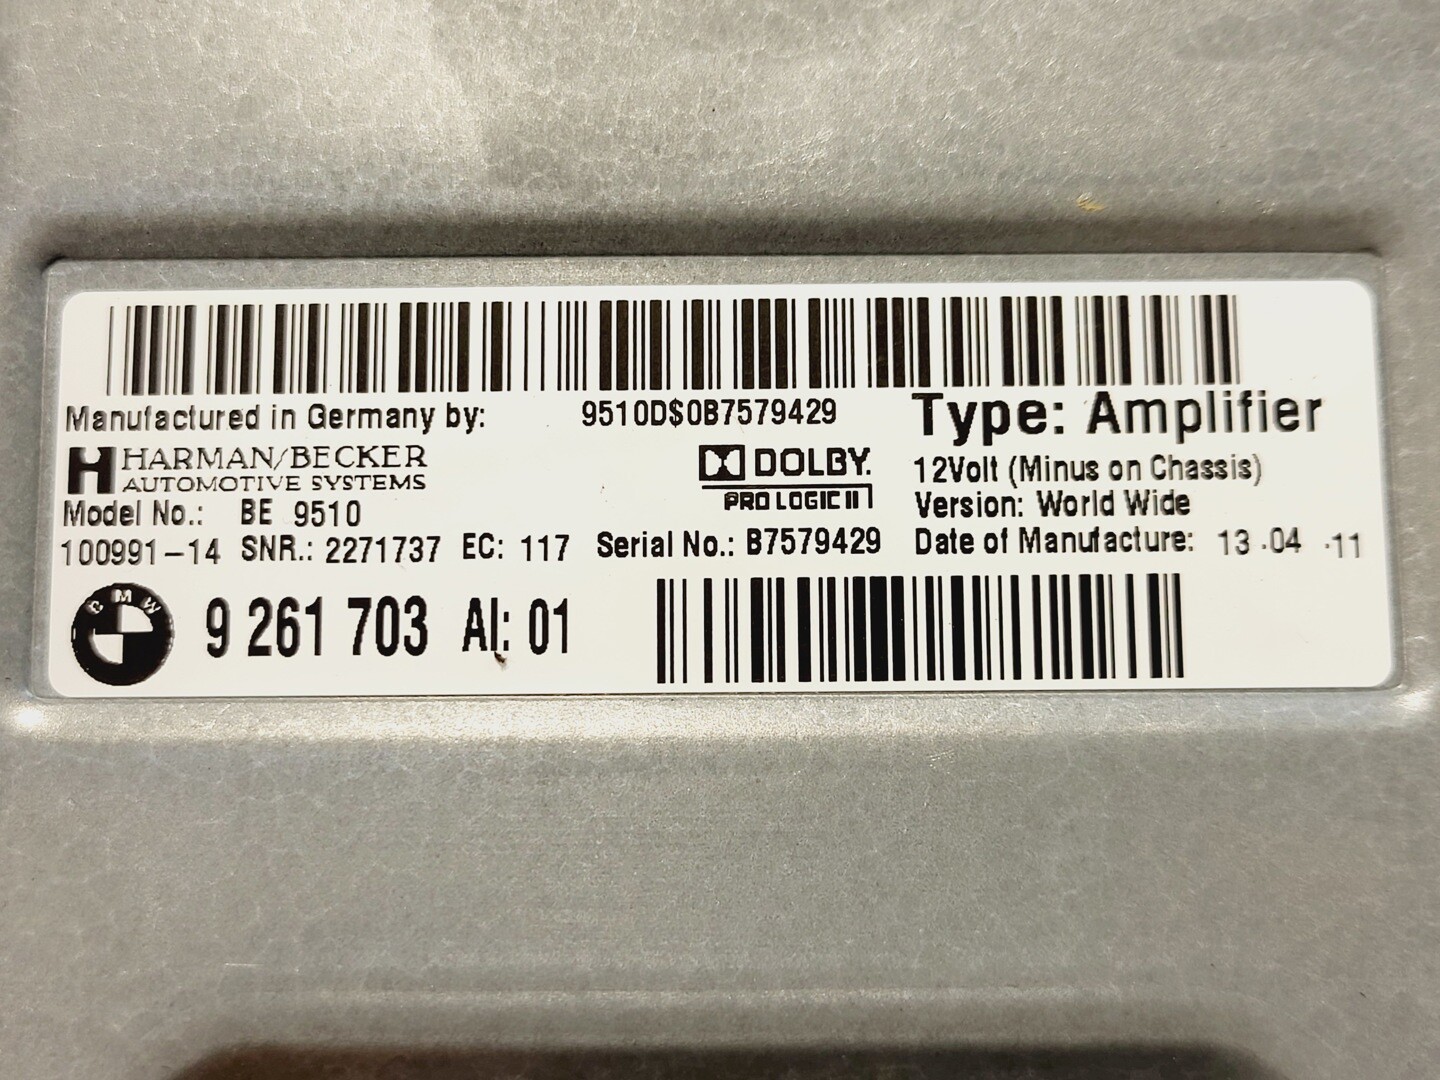 Manufactured in Germany by:
9510D$0B7579429
Type: Amplifier
HARMAN/BECKER
AUTOMOTIVE SYSTEMS
DOLBY.
PRO LOGIC II
12Volt (Minus on Chassis)
Model No.: BE 9510
Version: World Wide
100991-14 SNR.: 2271737 EC: 117 Serial No.: B7579429
Date of Manufacture: 13.04.11
BMW
9 261 703 AI: 01